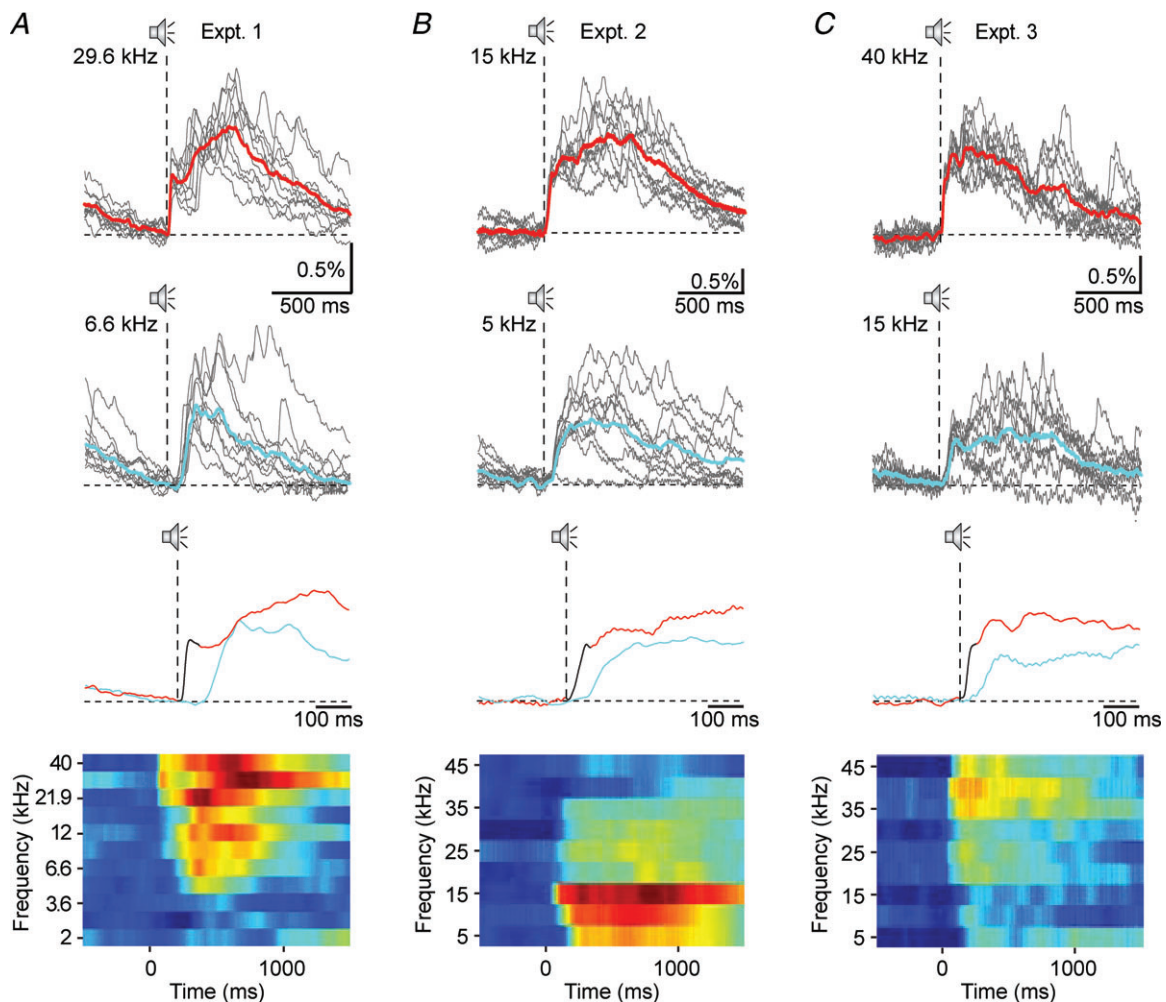 A Expt. 1
29.6 kHz
0.5%
500 ms
6.6 kHz
100 ms
Frequency (kHz)
40
21.9
12
6.6
3.6
2
0 1000
Time (ms)
B Expt. 2
15 kHz
0.5%
500 ms
5 kHz
100 ms
Frequency (kHz)
45
35
25
15
5
0 1000
Time (ms)
C Expt. 3
40 kHz
0.5%
500 ms
15 kHz
100 ms
Frequency (kHz)
45
35
25
15
5
0 1000
Time (ms)